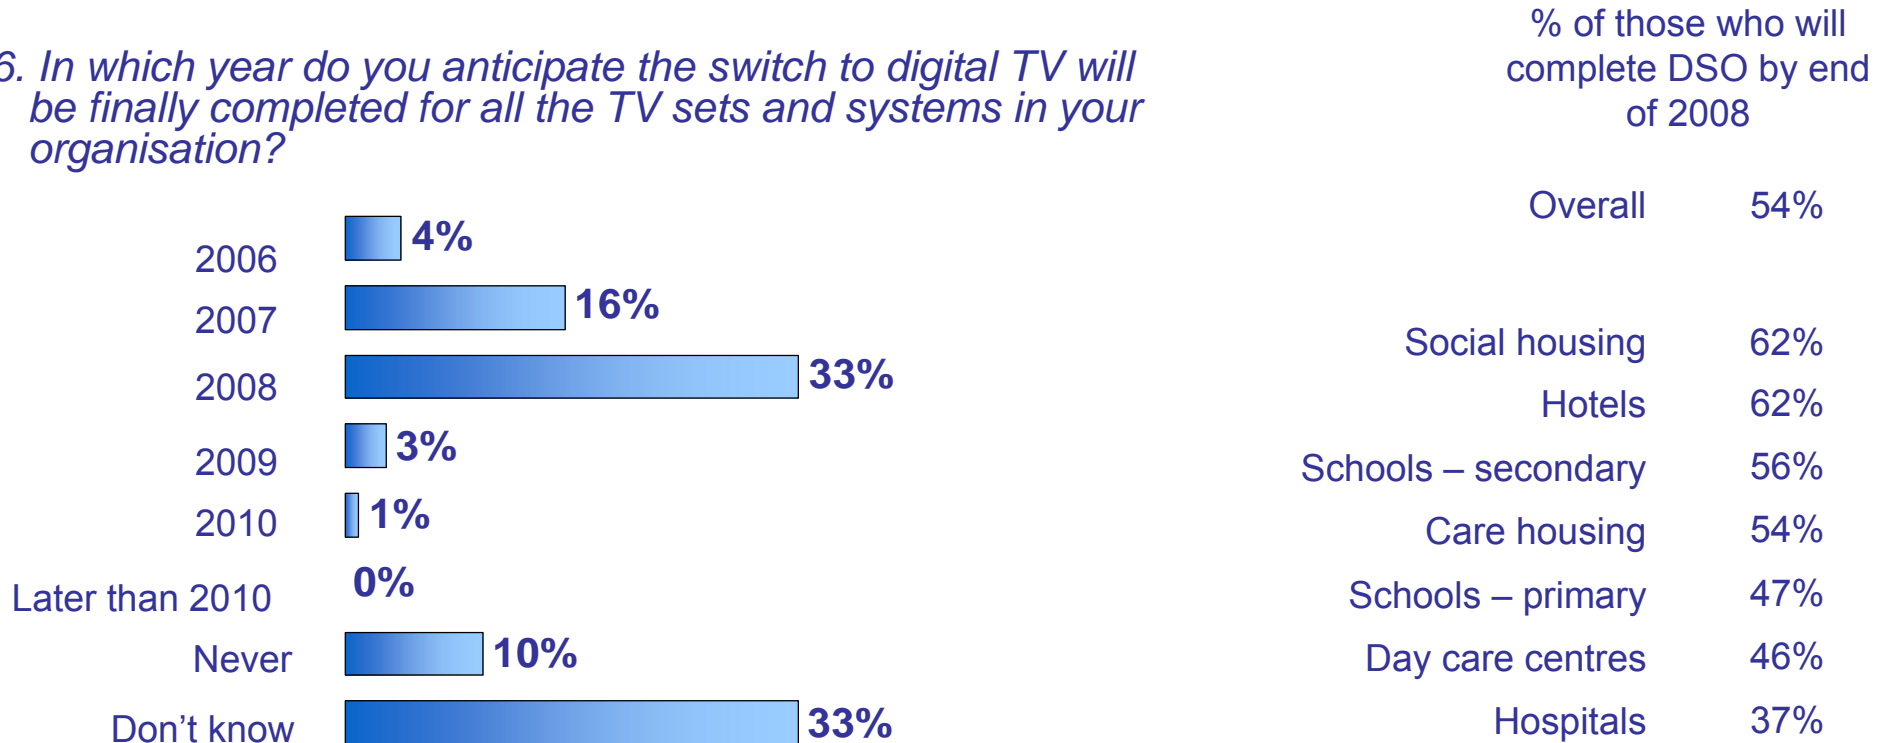 6. In which year do you anticipate the switch to digital TV will
be finally completed for all the TV sets and systems in your
organisation?
2006 4%
2007 16%
2008 33%
2009 3%
2010 1%
Later than 2010 0%
Never 10%
Don’t know 33%
% of those who will
complete DSO by end
of 2008
Overall 54%
Social housing 62%
Hotels 62%
Schools – secondary 56%
Care housing 54%
Schools – primary 47%
Day care centres 46%
Hospitals 37%